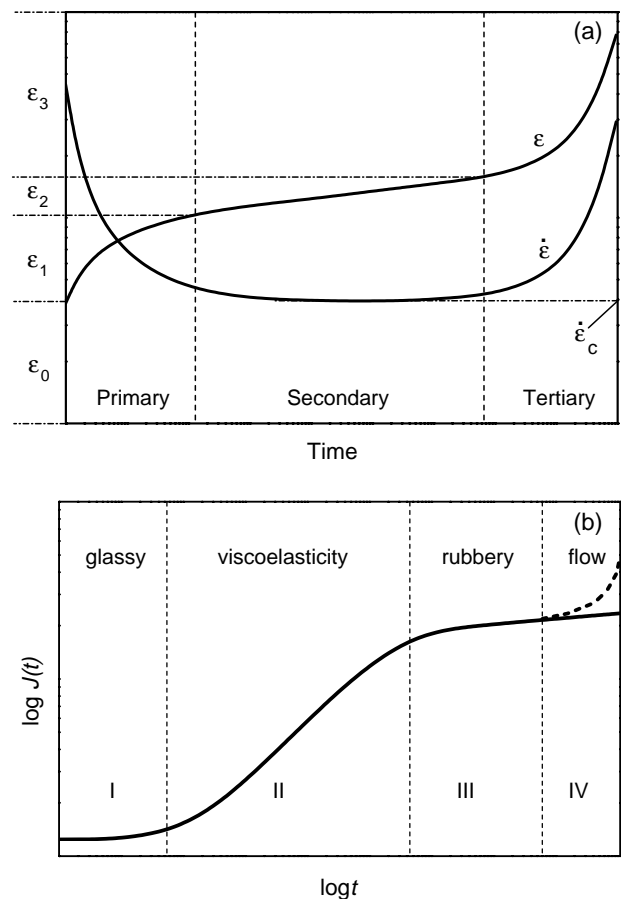 (a)
ε₃
ε
ε₂
ε̇
ε₁
ε̇c
ε₀
Primary
Secondary
Tertiary
Time
(b)
glassy
viscoelasticity
rubbery
flow
log J(t)
I
II
III
IV
logt